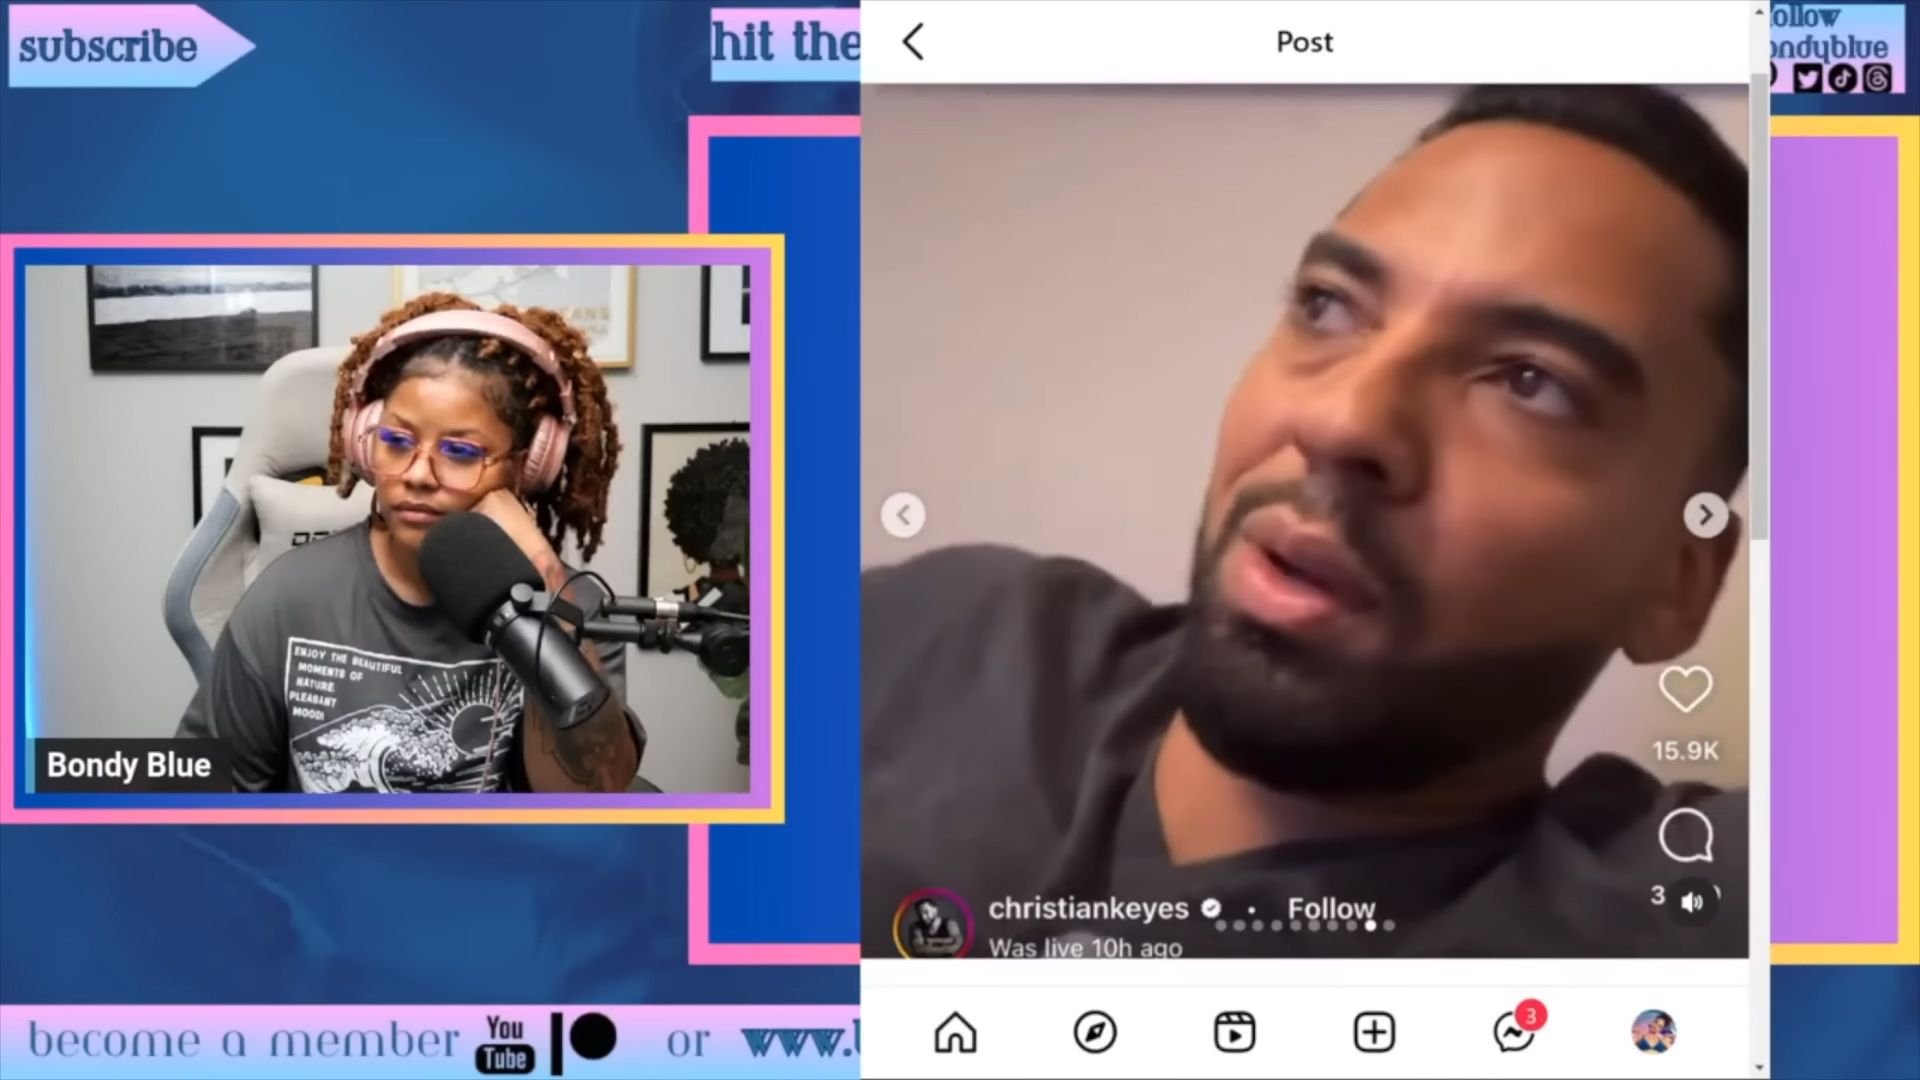 subscribe
hit the
Post
ollow
ondyblue
ENJOY THE BEAUTIFUL
MOMENTS OF
NATURE
PLEASANT
MOOD!
Bondy Blue
15.9K
3
christiankeyes • Follow
Was live 10h ago
become a member You Tube or www.
3